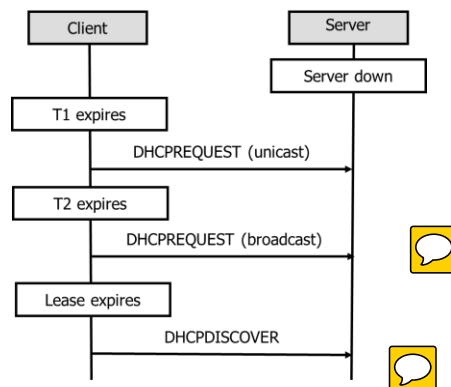 Client
Server
Server down
T1 expires
DHCPREQUEST (unicast)
T2 expires
DHCPREQUEST (broadcast)
Lease expires
DHCPDISCOVER